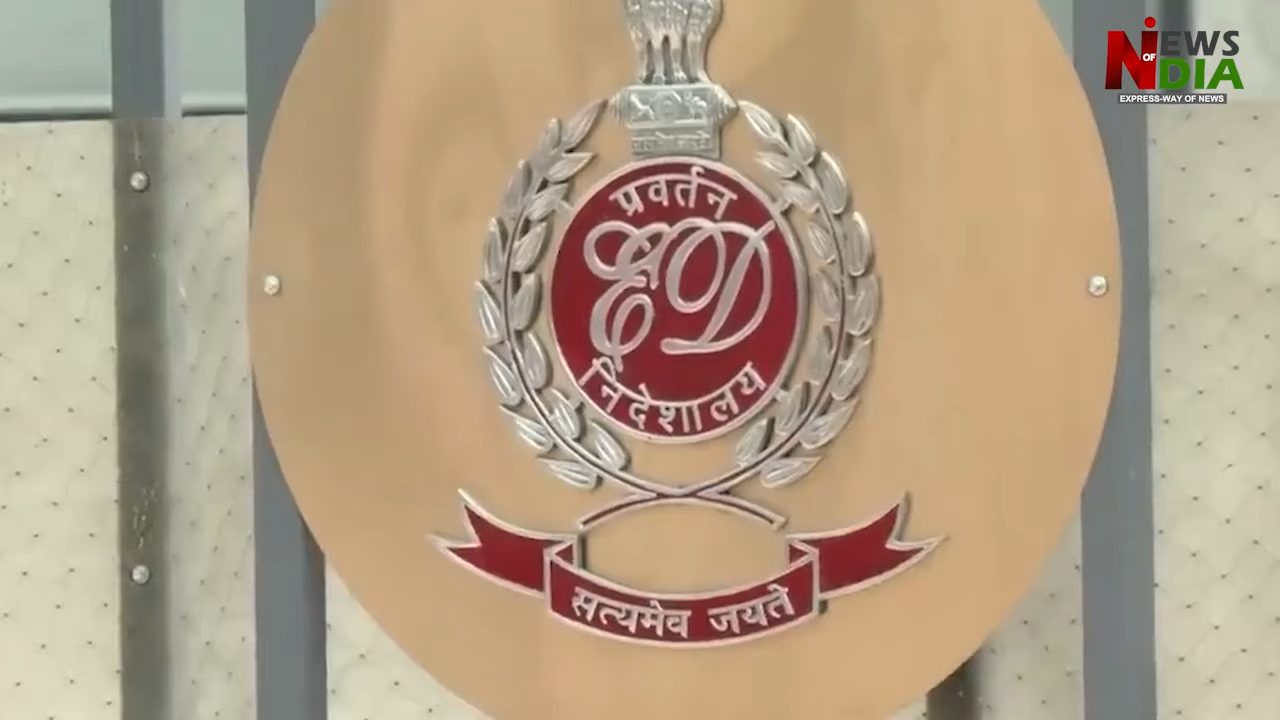 NEWS
OF
iNDIA
EXPRESS-WAY OF NEWS
प्रवर्तन
ED
निदेशालय
सत्यमेव जयते